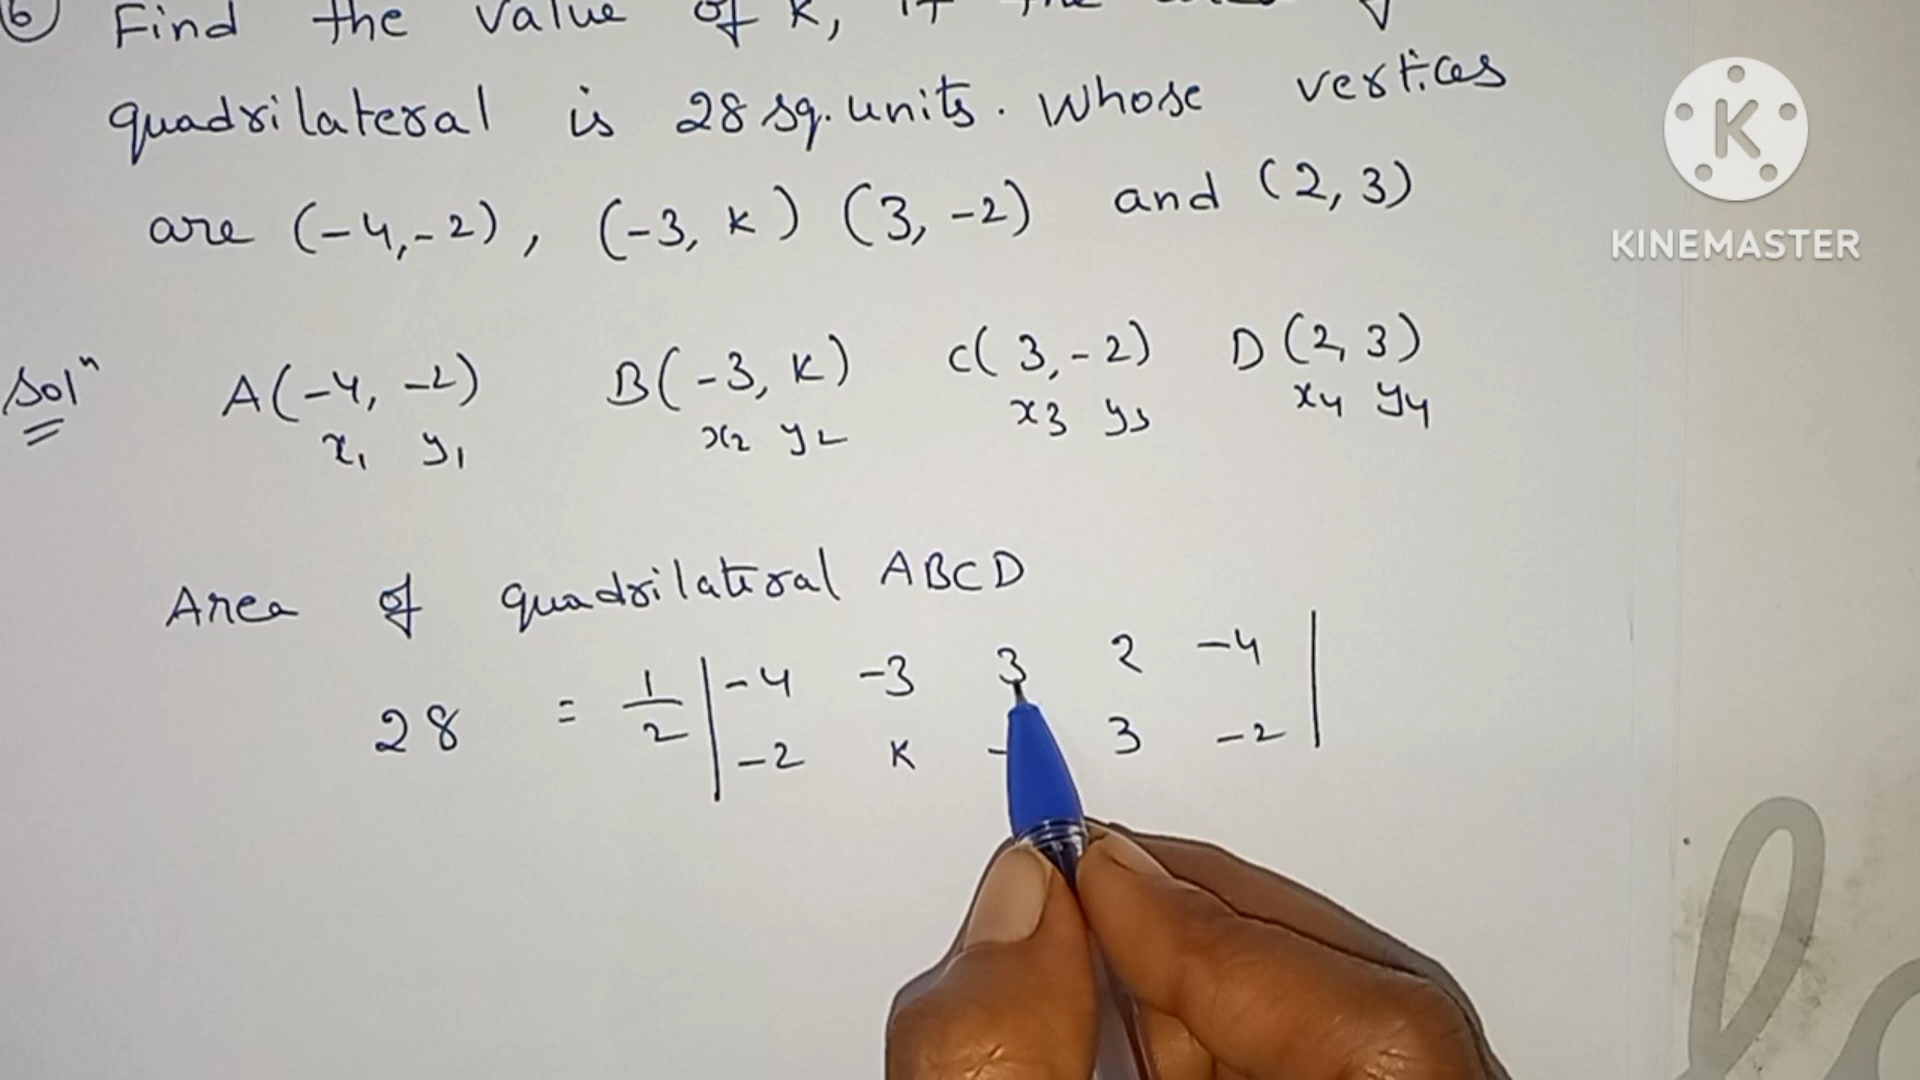 6 Find the value of K, if the
quadrilateral is 28 sq. units. Whose vertices
are (-4,-2), (-3, K) (3, -2) and (2, 3)
Solⁿ A(-4, -2) B(-3, K) C(3, -2) D(2, 3)
x₁ y₁ x₂ y₂ x₃ y₃ x₄ y₄
Area of quadrilateral ABCD
28 = 1/2 | -4 -3 3 2 -4 |
-2 K - 3 -2
K
KINEMASTER